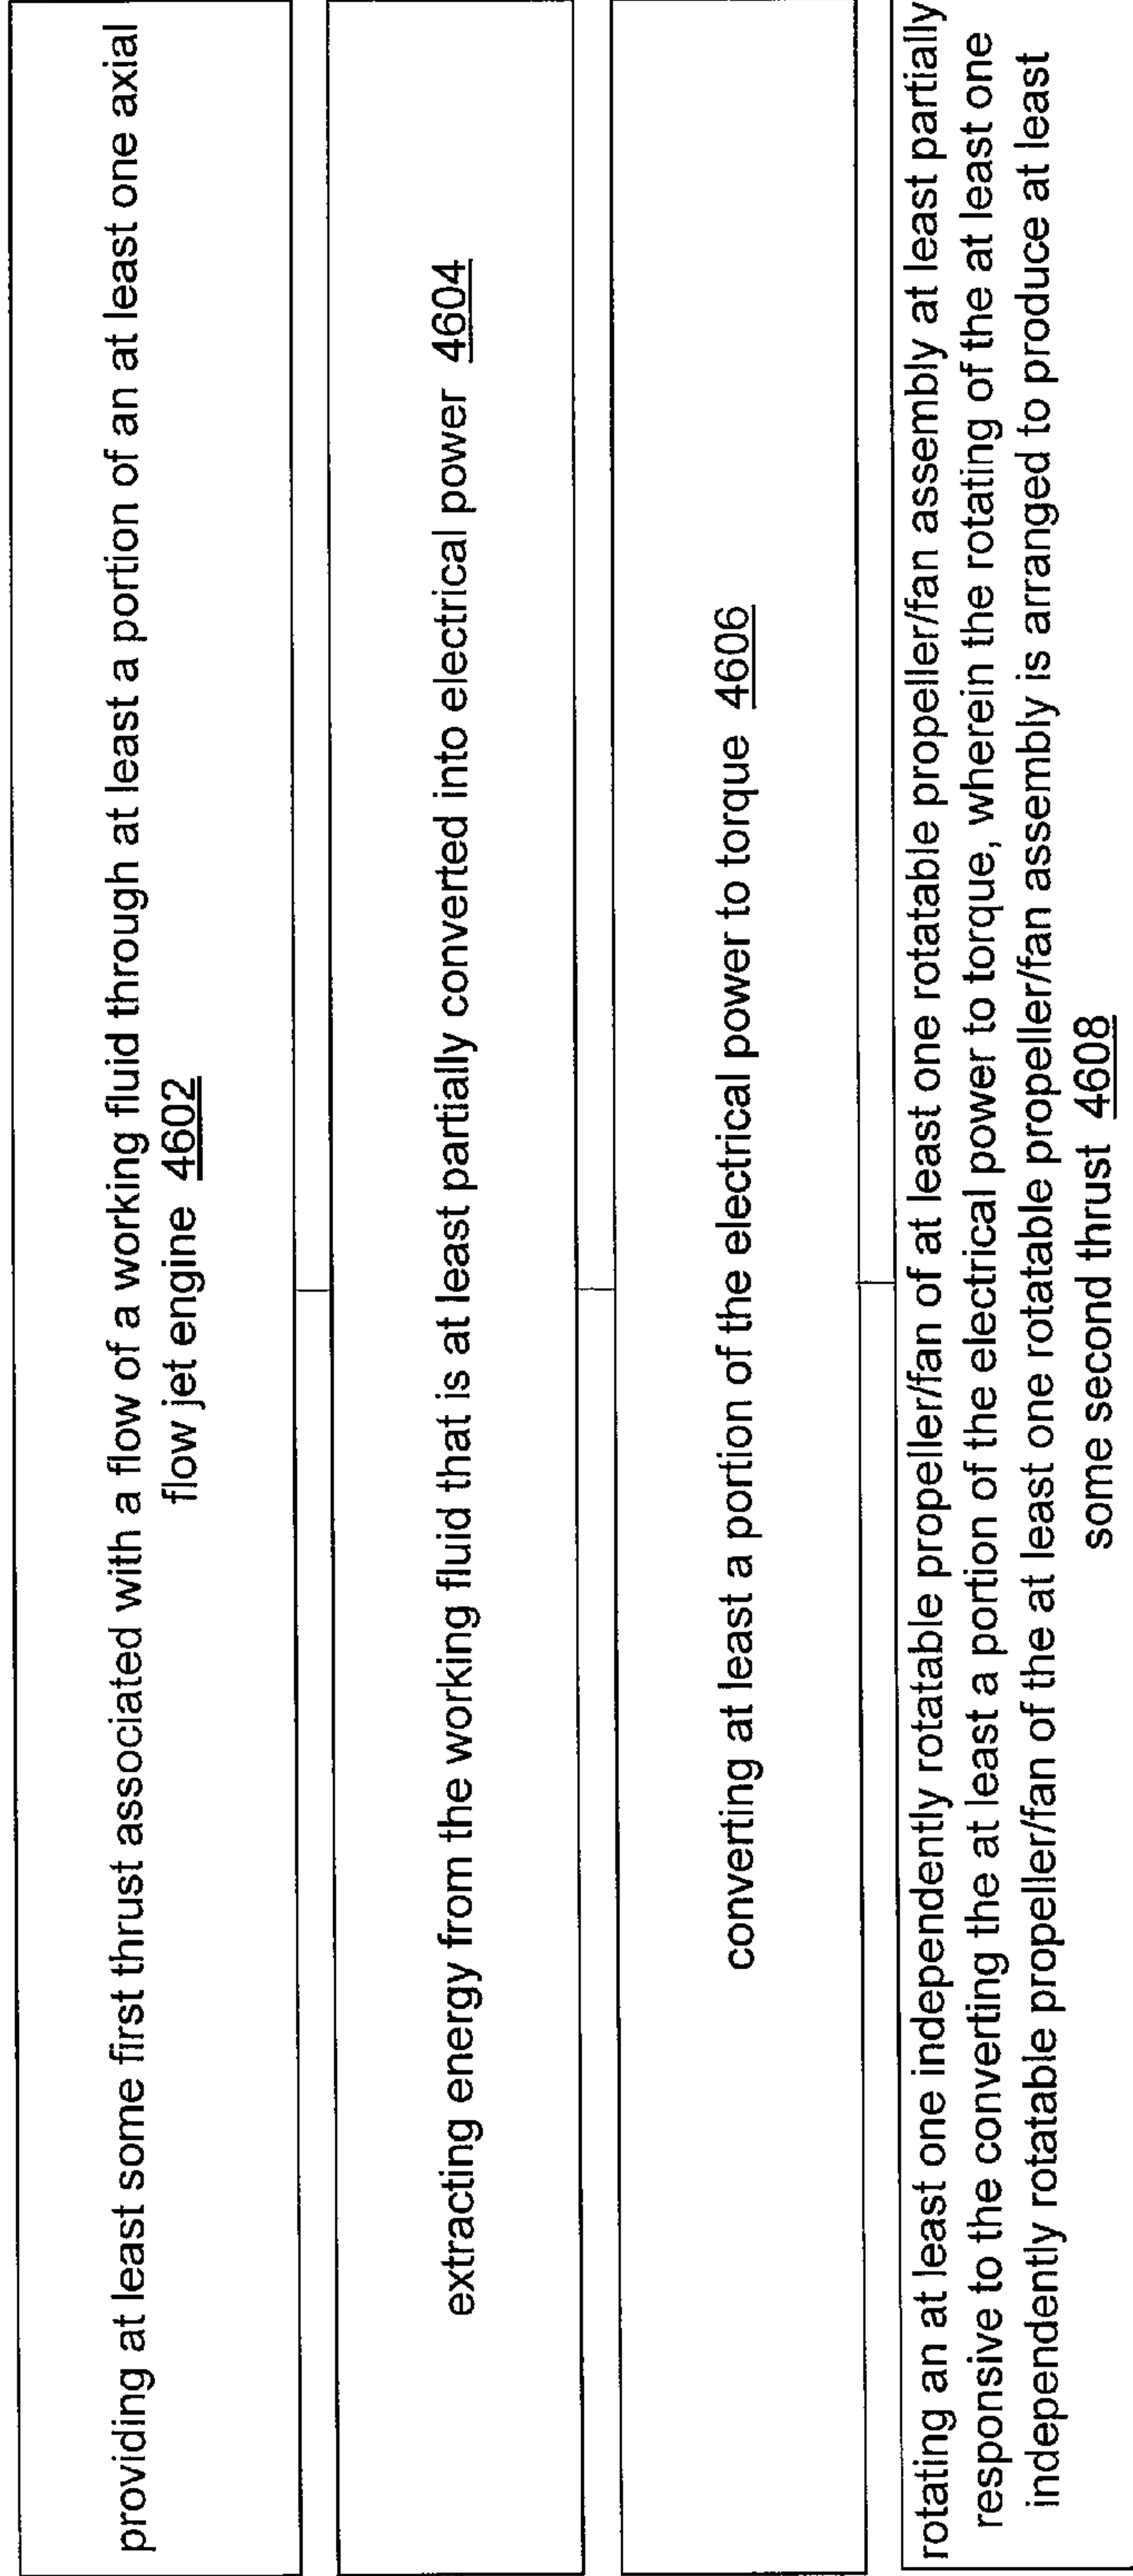 providing at least some first thrust associated with a flow of a working fluid through at least a portion of an at least one axial
flow jet engine 4602
extracting energy from the working fluid that is at least partially converted into electrical power 4604
converting at least a portion of the electrical power to torque 4606
rotating an at least one independently rotatable propeller/fan of at least one rotatable propeller/fan assembly at least partially
responsive to the converting the at least a portion of the electrical power to torque, wherein the rotating of the at least one
independently rotatable propeller/fan of the at least one rotatable propeller/fan assembly is arranged to produce at least
some second thrust 4608